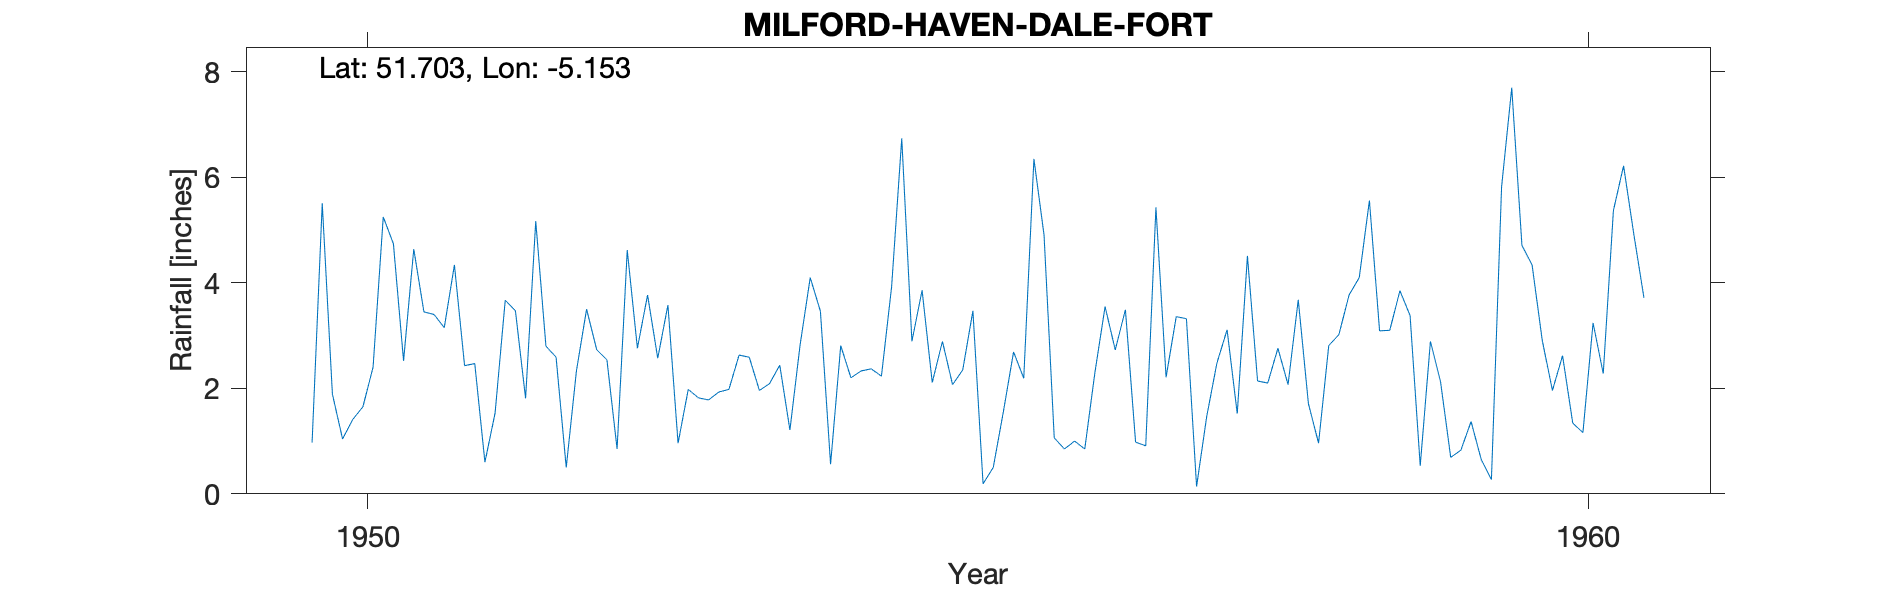 MILFORD-HAVEN-DALE-FORT
Lat: 51.703, Lon: -5.153
8
6
4
2
0
Rainfall [inches]
1950
1960
Year